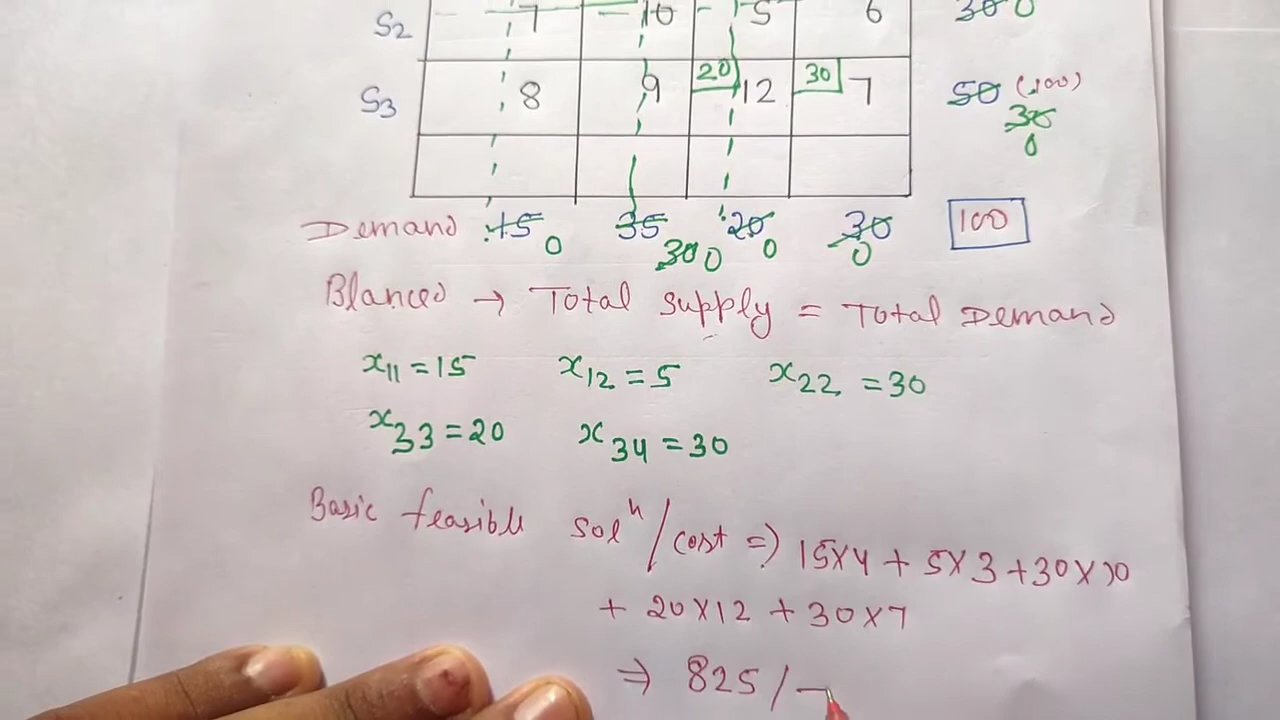 S2 7 10 5 6 30 0
S3 8 9 20 12 30 7 50 (100)
30
0
Demand 15 0 35 30 0 20 0 30 0 100
Blanced → Total supply = Total Demand
x11 = 15 x12 = 5 x22 = 30
x33 = 20 x34 = 30
Basic feasible solⁿ/cost ⇒ 15×4 + 5×3 + 30×10
+ 20×12 + 30×7
⇒ 825/-